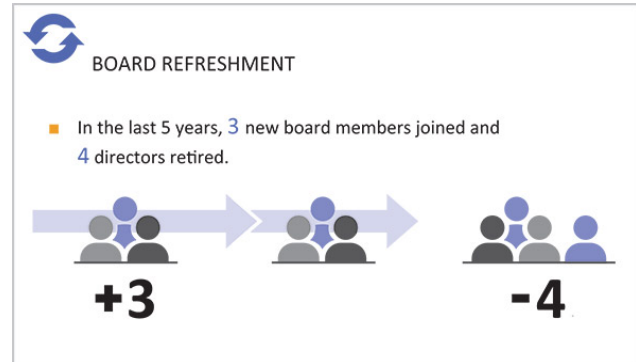 BOARD REFRESHMENT
■ In the last 5 years, 3 new board members joined and
4 directors retired.
+3
-4